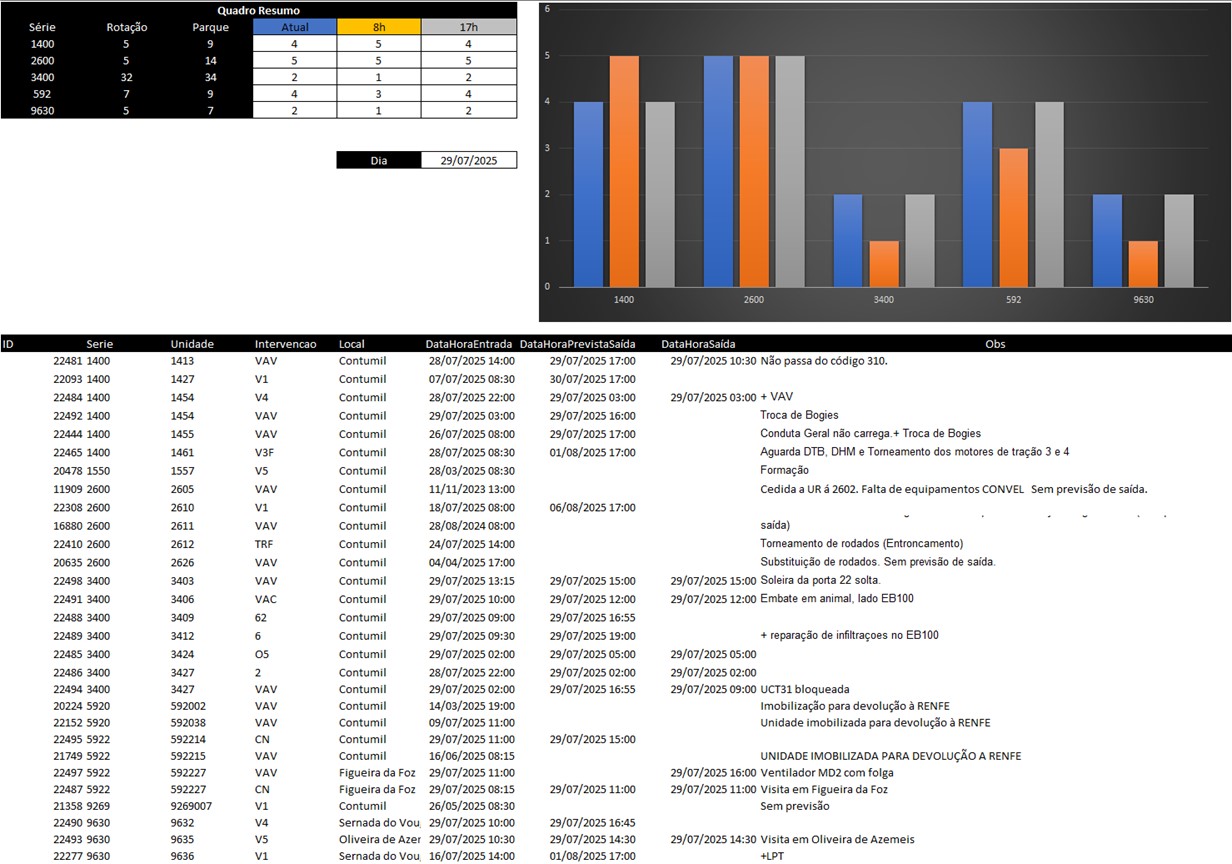 Quadro Resumo
Série Rotação Parque Atual 8h 17h
1400 5 9 4 5 4
2600 5 14 5 5 5
3400 32 34 2 1 2
592 7 9 4 3 4
9630 5 7 2 1 2
Dia 29/07/2025
6
5
4
3
2
1
0
1400 2600 3400 592 9630
ID Serie Unidade Intervencao Local DataHoraEntrada DataHoraPrevistaSaída DataHoraSaída Obs
22481 1400 1413 VAV Contumil 28/07/2025 14:00 29/07/2025 17:00 29/07/2025 10:30 Não passa do código 310.
22093 1400 1427 V1 Contumil 07/07/2025 08:30 30/07/2025 17:00
22484 1400 1454 V4 Contumil 28/07/2025 22:00 29/07/2025 03:00 29/07/2025 03:00 + VAV
22492 1400 1454 VAV Contumil 29/07/2025 03:00 29/07/2025 16:00 Troca de Bogies
22444 1400 1455 VAV Contumil 26/07/2025 08:00 29/07/2025 17:00 Conduta Geral não carrega.+ Troca de Bogies
22465 1400 1461 V3F Contumil 28/07/2025 08:30 01/08/2025 17:00 Aguarda DTB, DHM e Torneamento dos motores de tração 3 e 4
20478 1550 1557 V5 Contumil 28/03/2025 08:30 Formação
11909 2600 2605 VAV Contumil 11/11/2023 13:00 Cedida a UR á 2602. Falta de equipamentos CONVEL Sem previsão de saída.
22308 2600 2610 V1 Contumil 18/07/2025 08:00 06/08/2025 17:00
16880 2600 2611 VAV Contumil 28/08/2024 08:00 saída)
22410 2600 2612 TRF Contumil 24/07/2025 14:00 Torneamento de rodados (Entroncamento)
20635 2600 2626 VAV Contumil 04/04/2025 17:00 Substituição de rodados. Sem previsão de saída.
22498 3400 3403 VAV Contumil 29/07/2025 13:15 29/07/2025 15:00 29/07/2025 15:00 Soleira da porta 22 solta.
22491 3400 3406 VAC Contumil 29/07/2025 10:00 29/07/2025 12:00 29/07/2025 12:00 Embate em animal, lado EB100
22488 3400 3409 62 Contumil 29/07/2025 09:00 29/07/2025 16:55
22489 3400 3412 6 Contumil 29/07/2025 09:30 29/07/2025 19:00 + reparação de infiltraçoes no EB100
22485 3400 3424 O5 Contumil 29/07/2025 02:00 29/07/2025 05:00 29/07/2025 05:00
22486 3400 3427 2 Contumil 28/07/2025 22:00 29/07/2025 02:00 29/07/2025 02:00
22494 3400 3427 VAV Contumil 29/07/2025 02:00 29/07/2025 16:55 29/07/2025 09:00 UCT31 bloqueada
20224 5920 592002 VAV Contumil 14/03/2025 19:00 Imobilização para devolução à RENFE
22152 5920 592038 VAV Contumil 09/07/2025 11:00 Unidade imobilizada para devolução à RENFE
22495 5922 592214 CN Contumil 29/07/2025 11:00 29/07/2025 15:00
21749 5922 592215 VAV Contumil 16/06/2025 08:15 UNIDADE IMOBILIZADA PARA DEVOLUÇÃO A RENFE
22497 5922 592227 VAV Figueira da Foz 29/07/2025 11:00 29/07/2025 16:00 Ventilador MD2 com folga
22487 5922 592227 CN Figueira da Foz 29/07/2025 08:15 29/07/2025 11:00 29/07/2025 11:00 Visita em Figueira da Foz
21358 9269 9269007 V1 Contumil 26/05/2025 08:30 Sem previsão
22490 9630 9632 V4 Sernada do Vou 29/07/2025 10:00 29/07/2025 16:45
22493 9630 9635 V5 Oliveira de Azer 29/07/2025 10:30 29/07/2025 14:30 29/07/2025 14:30 Visita em Oliveira de Azemeis
22277 9630 9636 V1 Sernada do Vou 16/07/2025 14:00 01/08/2025 17:00 +LPT